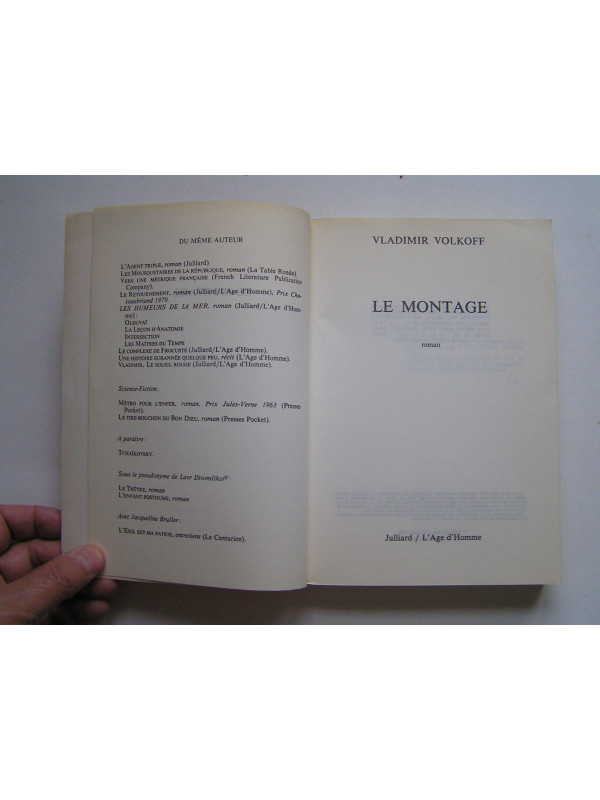 DU MÊME AUTEUR
L'AGENT TRIPLE, roman (Julliard).
LES MOUSQUETAIRES DE LA RÉPUBLIQUE, roman (La Table Ronde).
VERS UNE MÉTRIQUE FRANÇAISE (French Literature Publication
Company).
LE RETOURNEMENT, roman (Julliard/L'Age d'Homme), Prix Cha-
teaubriand 1979.
LES HUMEURS DE LA MER, roman (Julliard/L'Age d'Hom-
me) :
OLDUVAÏ
LA LEÇON D'ANATOMIE
INTERSECTION
LES MAÎTRES DU TEMPS
LE COMPLEXE DE PROCUSTE (Julliard/L'Age d'Homme).
UNE HISTOIRE SURANNÉE QUELQUE PEU, récit (L'Age d'Homme).
VLADIMIR, LE SOLEIL ROUGE (Julliard/L'Age d'Homme).
Science-Fiction :
MÉTRO POUR L'ENFER, roman, Prix Jules-Verne 1963 (Presses
Pocket).
LE TIRE-BOUCHON DU BON DIEU, roman (Presses Pocket).
A paraître :
TCHAÏKOVSKY.
Sous le pseudonyme de Lavr Divomlikoff :
LE TRÊTRE, roman
L'ENFANT POSTHUME, roman
Avec Jacqueline Bruller :
L'EXIL EST MA PATRIE, entretiens (Le Centurion).
VLADIMIR VOLKOFF
LE MONTAGE
roman
Julliard / L'Age d'Homme